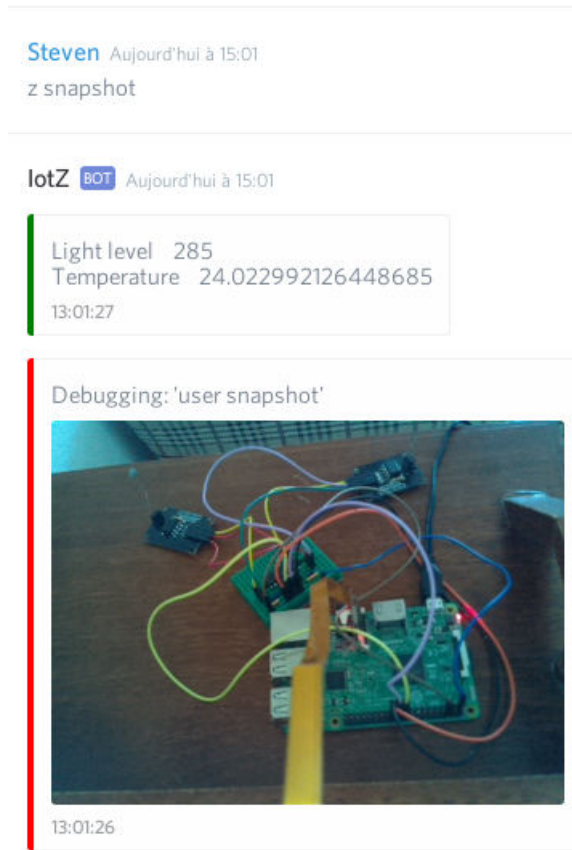 Steven Aujourd'hui à 15:01
z snapshot
IotZ BOT Aujourd'hui à 15:01
Light level 285
Temperature 24.022992126448685
13:01:27
Debugging: 'user snapshot'
13:01:26